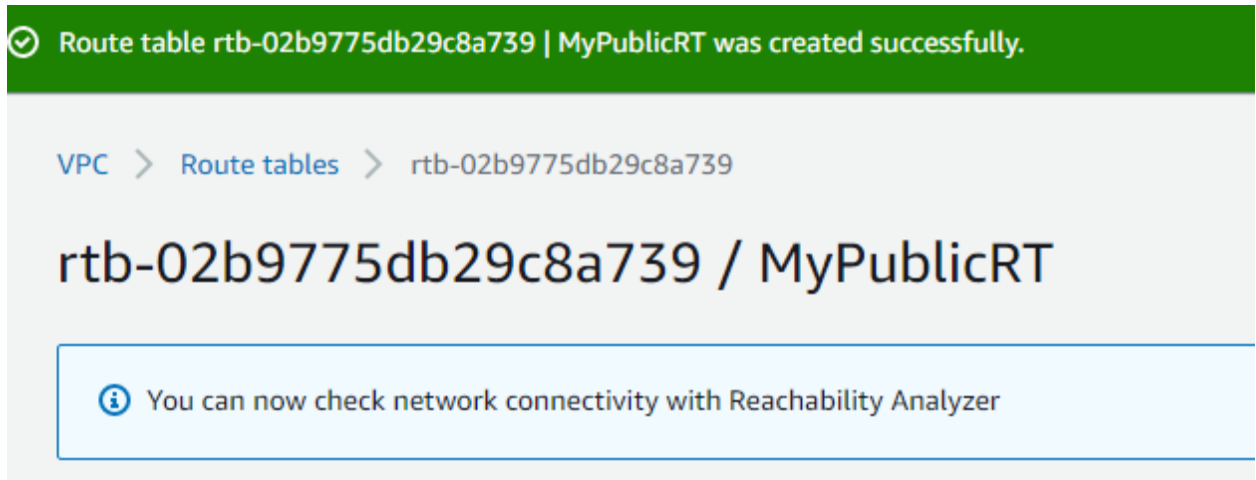 Route table rtb-02b9775db29c8a739 | MyPublicRT was created successfully.
VPC > Route tables > rtb-02b9775db29c8a739
rtb-02b9775db29c8a739 / MyPublicRT
You can now check network connectivity with Reachability Analyzer